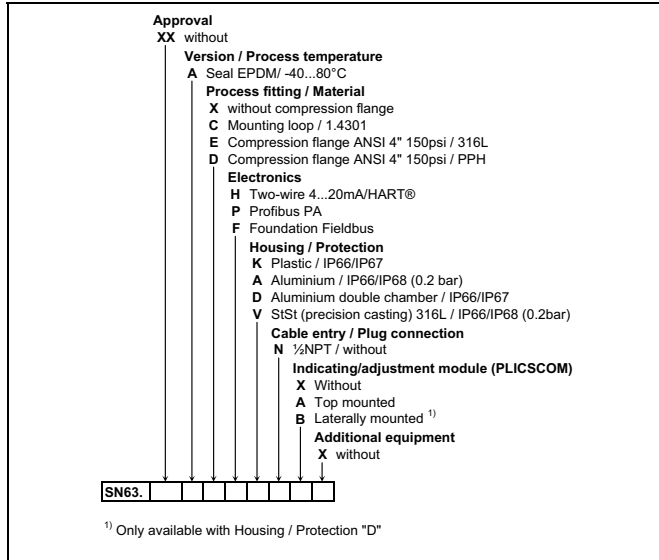 Approval
XX without
Version / Process temperature
A Seal EPDM/ -40...80°C
Process fitting / Material
X without compression flange
C Mounting loop / 1.4301
E Compression flange ANSI 4" 150psi / 316L
D Compression flange ANSI 4" 150psi / PPH
Electronics
H Two-wire 4...20mA/HART®
P Profibus PA
F Foundation Fieldbus
Housing / Protection
K Plastic / IP66/IP67
A Aluminium / IP66/IP68 (0.2 bar)
D Aluminium double chamber / IP66/IP67
V StSt (precision casting) 316L / IP66/IP68 (0.2bar)
Cable entry / Plug connection
N ½NPT / without
Indicating/adjustment module (PLICSCOM)
X Without
A Top mounted
B Laterally mounted 1)
Additional equipment
X without
SN63.
1) Only available with Housing / Protection "D"